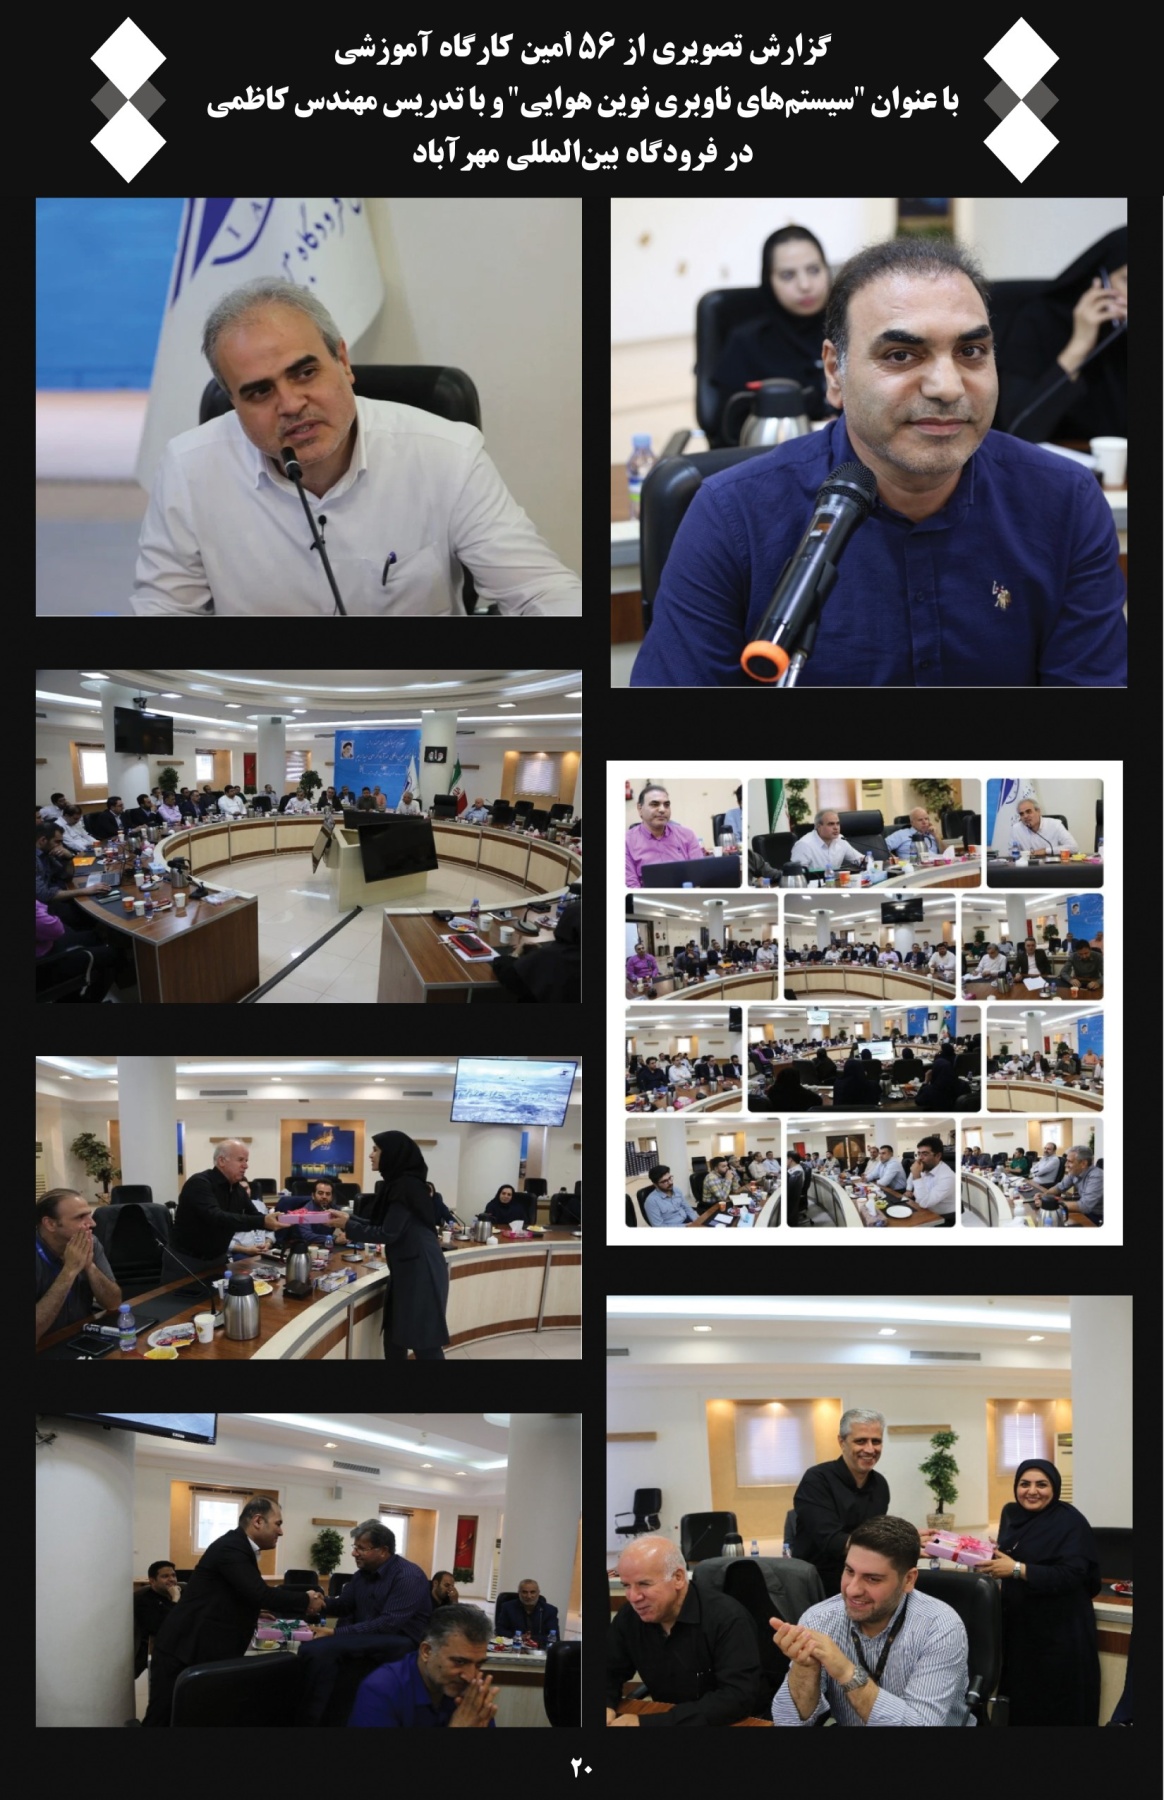 گزارش تصویری از ۵۶ اُمین کارگاه آموزشی
با عنوان "سیستم‌های ناوبری نوین هوایی" و با تدریس مهندس کاظمی
در فرودگاه بین‌المللی مهرآباد
I A
فرودگاه
۲۰